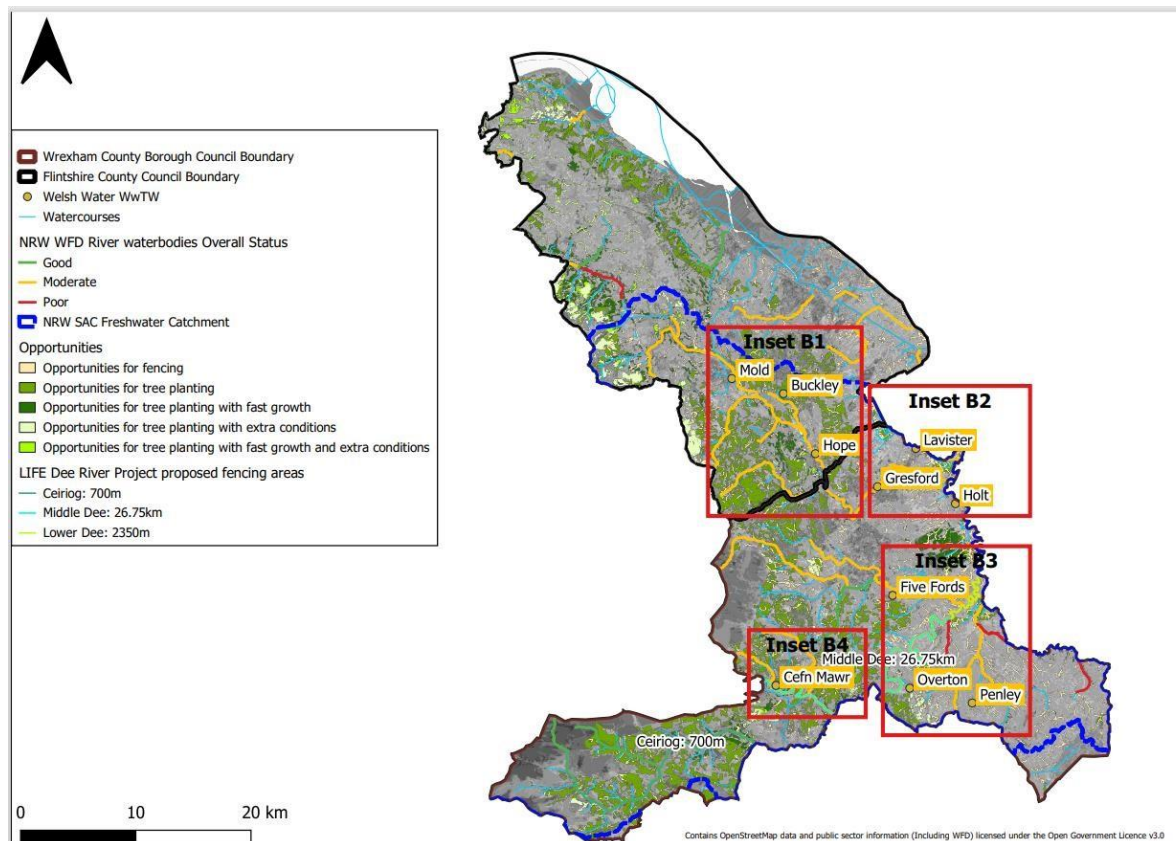 Wrexham County Borough Council Boundary
Flintshire County Council Boundary
Welsh Water WwTW
Watercourses
NRW WFD River waterbodies Overall Status
Good
Moderate
Poor
NRW SAC Freshwater Catchment
Opportunities
Opportunities for fencing
Opportunities for tree planting
Opportunities for tree planting with fast growth
Opportunities for tree planting with extra conditions
Opportunities for tree planting with fast growth and extra conditions
LIFE Dee River Project proposed fencing areas
Ceiriog: 700m
Middle Dee: 26.75km
Lower Dee: 2350m
Inset B1
Mold
Buckley
Hope
Inset B2
Lavister
Gresford
Holt
Inset B3
Five Fords
Overton
Penley
Inset B4
Middle Dee: 26.75km
Cefn Mawr
Ceiriog: 700m
0 10 20 km
Contains OpenStreetMap data and public sector information (Including WFD) licensed under the Open Government Licence v3.0